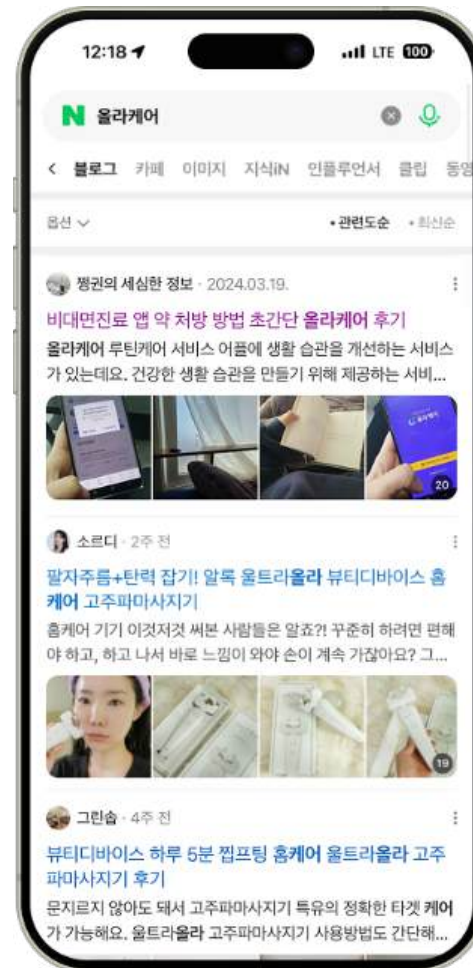 12:18 LTE 100
N 올라케어
블로그 카페 이미지 지식iN 인플루언서 클립 동영
옵션 •관련도순 •최신순
쩡권의 세심한 정보 · 2024.03.19.
비대면진료 앱 약 처방 방법 초간단 올라케어 후기
올라케어 루틴케어 서비스 어플에 생활 습관을 개선하는 서비스
가 있는데요. 건강한 생활 습관을 만들기 위해 제공하는 서비...
올라케어
20
소르디 · 2주 전
팔자주름+탄력 잡기! 알록 울트라올라 뷰티디바이스 홈
케어 고주파마사지기
홈케어 기기 이것저것 써본 사람들은 알죠?! 꾸준히 하려면 편해
야 하고, 하고 나서 바로 느낌이 와야 손이 계속 가잖아요? 그...
19
그린솝 · 4주 전
뷰티디바이스 하루 5분 찝프팅 홈케어 울트라올라 고주
파마사지기 후기
문지르지 않아도 돼서 고주파마사지기 특유의 정확한 타겟 케어
가 가능해요. 울트라올라 고주파마사지기 사용방법도 간단해...